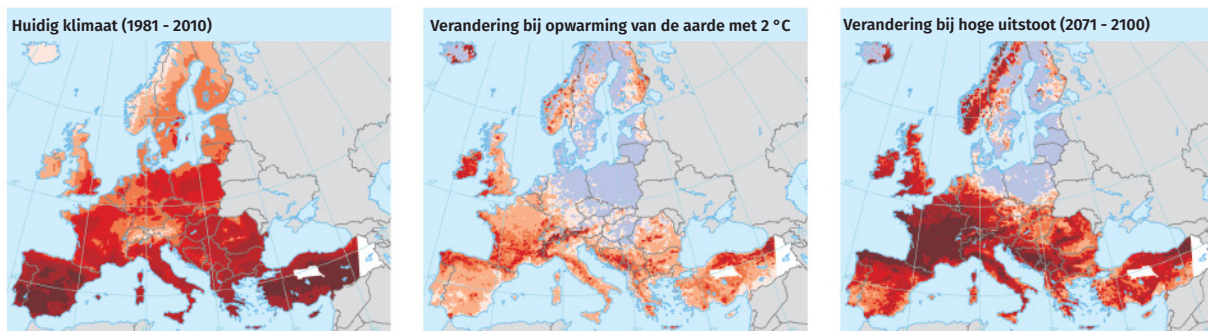 Huidig klimaat (1981 - 2010)
Verandering bij opwarming van de aarde met 2 °C
Verandering bij hoge uitstoot (2071 - 2100)